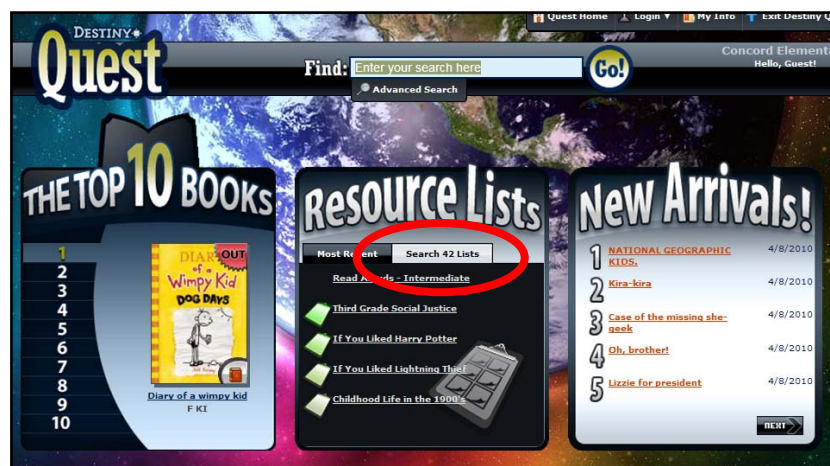 Quest Home Login ▼ My Info Exit Destiny Q
DESTINY
Quest
Concord Elementa
Hello, Guest!
Find: Enter your search here Go!
Advanced Search
THE TOP 10 BOOKS
1
2
3
4
5
6
7
8
9
10
DIARY OUT
of a
Wimpy Kid
DOG DAYS
Diary of a wimpy kid
F KI
Resource Lists
Most Recent Search 42 Lists
Read Alouds - Intermediate
Third Grade Social Justice
If You Liked Harry Potter
If You Liked Lightning Thief
Childhood Life in the 1900's
New Arrivals!
1 NATIONAL GEOGRAPHIC 4/8/2010
KIDS.
2 Kira-kira 4/8/2010
3 Case of the missing she- 4/8/2010
geek
4 Oh, brother! 4/8/2010
5 Lizzie for president 4/8/2010
NEXT